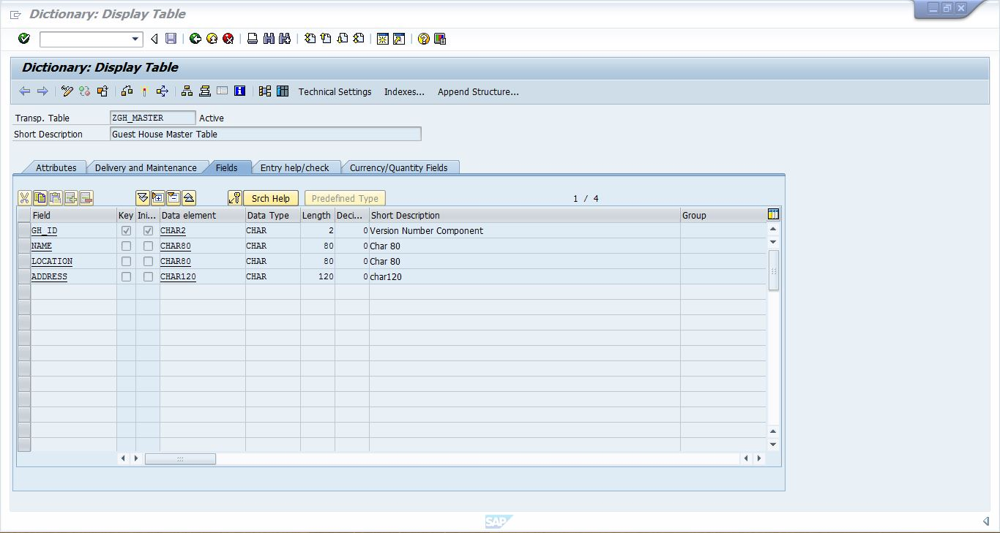 Dictionary: Display Table
Dictionary: Display Table
Technical Settings Indexes... Append Structure...
Transp. Table ZGH_MASTER Active
Short Description Guest House Master Table
Attributes Delivery and Maintenance Fields Entry help/check Currency/Quantity Fields
Srch Help Predefined Type 1 / 4
Field Key Ini... Data element Data Type Length Deci... Short Description Group
GH_ID CHAR2 CHAR 2 0 Version Number Component
NAME CHAR80 CHAR 80 0 Char 80
LOCATION CHAR80 CHAR 80 0 Char 80
ADDRESS CHAR120 CHAR 120 0 char120
SAP